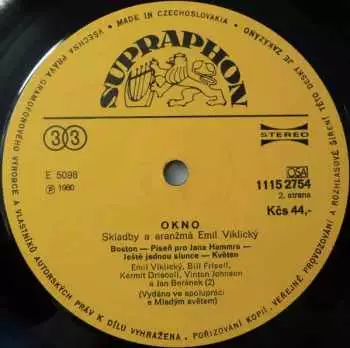 MADE IN CZECHOSLOVAKIA
VŠECHNA PRÁVA GRAMOFONOVÉHO VÝROBCE A VLASTNÍKŮ AUTORSKÝCH PRÁV K DÍLU VYHRAŽENA • POŘIZOVÁNÍ KOPIÍ, VEŘEJNÉ PROVOZOVÁNÍ A ROZHLASOVÉ ŠÍŘENÍ TÉTO DESKY JE ZAKÁZÁNO
SUPRAPHON
33
STEREO
E 5098
Ⓟ 1980
OSA
1115 2754
2. strana
Kčs 44,-
OKNO
Skladby a aranžmá Emil Viklický
Boston — Píseň pro Jana Hammra —
Ještě jednou slunce — Květen
Emil Viklický, Bill Frisell,
Kermit Driscoll, Vinton Johnson
a Jan Beránek (2)
(Vydáno ve spolupráci
s Mladým světem)